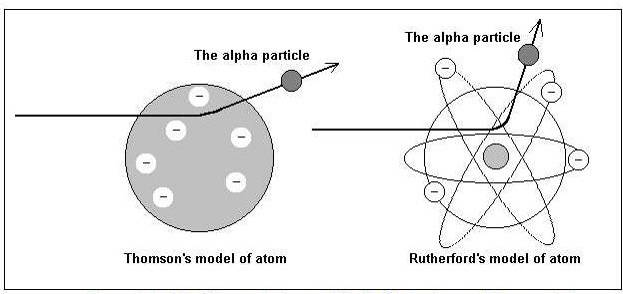 The alpha particle
The alpha particle
Thomson's model of atom
Rutherford's model of atom